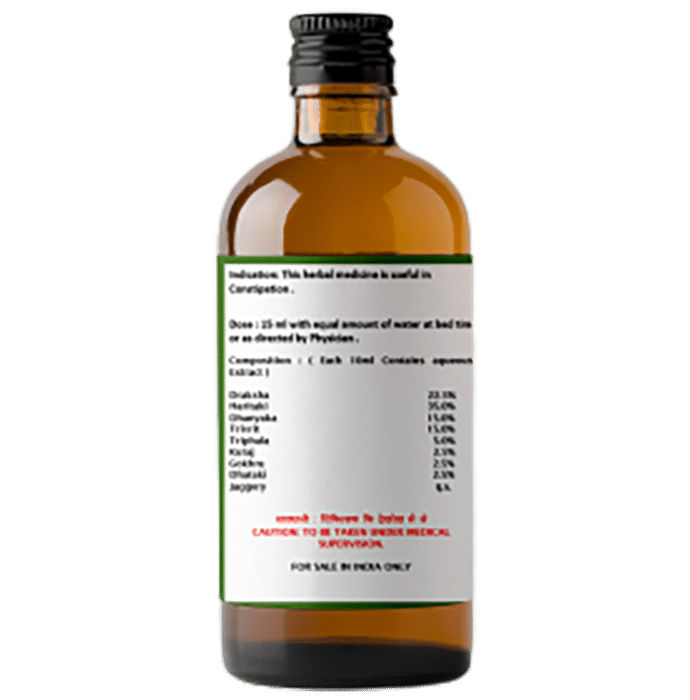 Indication: This herbal medicine is useful in
Constipation .
Dose : 15 ml with equal amount of water at bed time
or as directed by Physician .
Composition : ( Each 10ml Contains aqueous
Extract )
Draksha 22.5%
Haritaki 35.0%
Dhanyaka 15.0%
Trivrit 15.0%
Triphala 5.0%
Kutaj 2.5%
Gokhru 2.5%
Dhataki 2.5%
Jaggery q.s.
CAUTION: TO BE TAKEN UNDER MEDICAL
SUPERVISION.
FOR SALE IN INDIA ONLY